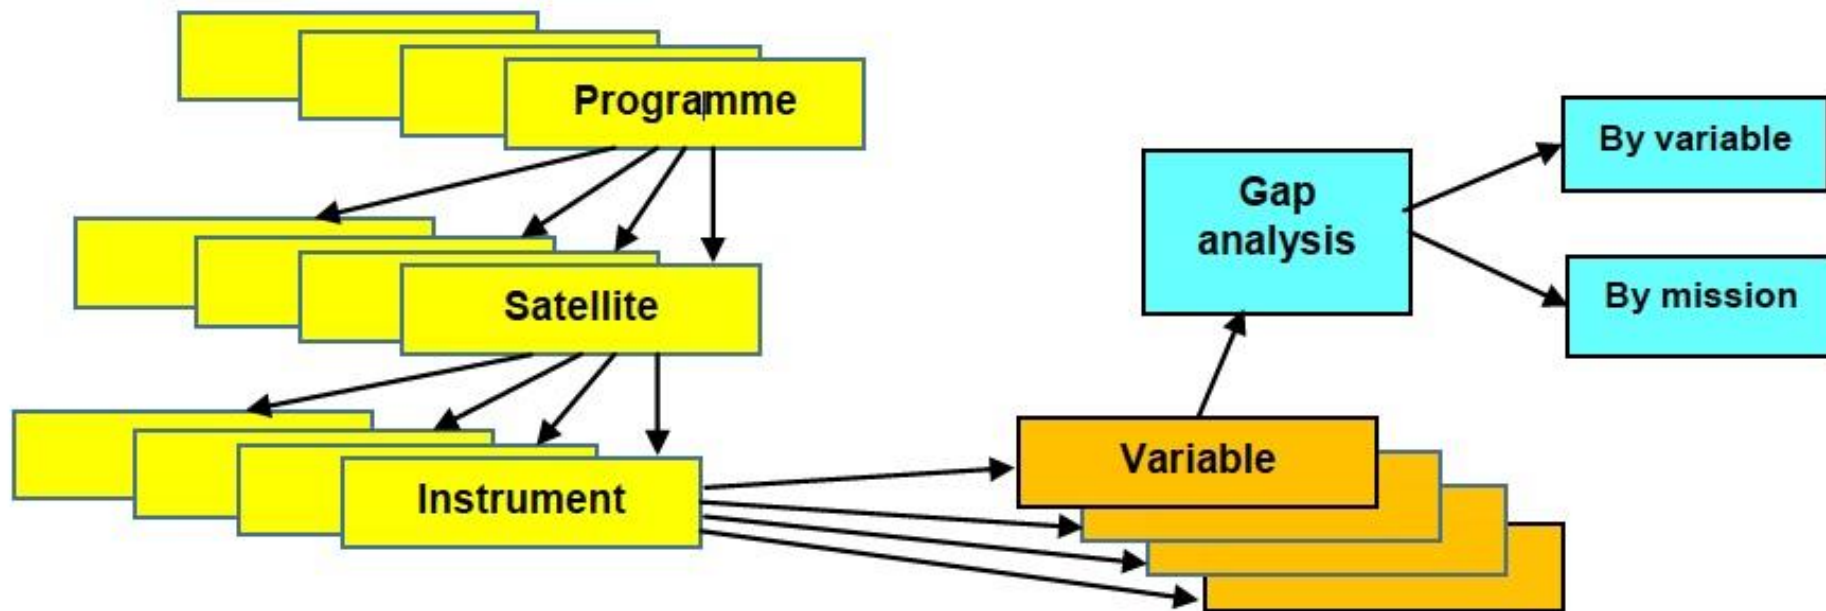 Programme
Satellite
Instrument
Variable
Gap
analysis
By variable
By mission